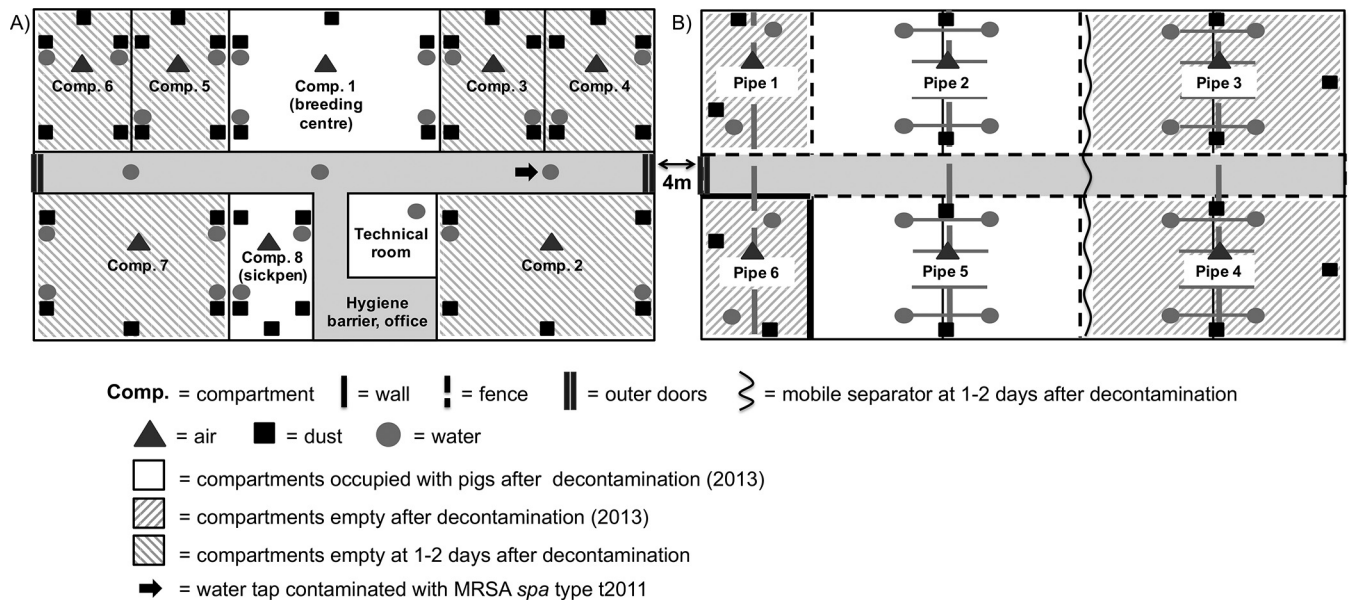 A)
Comp. 6
Comp. 5
Comp. 1
(breeding
centre)
Comp. 3
Comp. 4
Comp. 7
Comp. 8
(sickpen)
Technical
room
Comp. 2
Hygiene
barrier, office
4m
B)
Pipe 1
Pipe 2
Pipe 3
Pipe 6
Pipe 5
Pipe 4
Comp. = compartment = wall = fence = outer doors = mobile separator at 1-2 days after decontamination
= air = dust = water
= compartments occupied with pigs after decontamination (2013)
= compartments empty after decontamination (2013)
= compartments empty at 1-2 days after decontamination
= water tap contaminated with MRSA spa type t2011